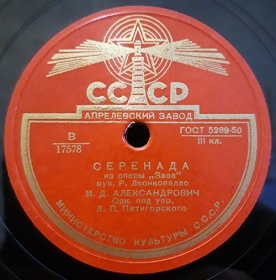 СССР
АПРЕЛЕВСКИЙ ЗАВОД
В
17578
ГОСТ 5289-50
III кл.
СЕРЕНАДА
из оперы „Заза"
муз. Р. Леонковалло
М. Д. АЛЕКСАНДРОВИЧ
Орк. под упр.
Л. П. Пятигорского
МИНИСТЕРСТВО КУЛЬТУРЫ С.С.С.Р.